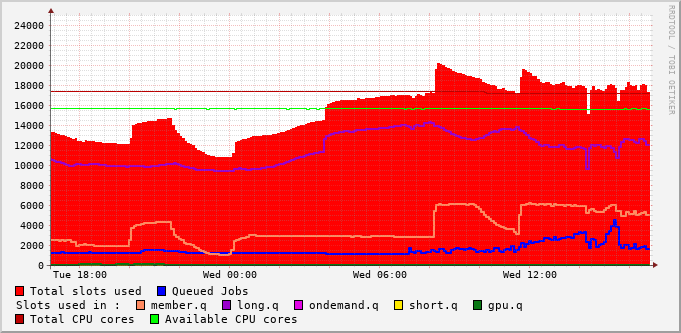 24000
22000
20000
18000
16000
14000
12000
10000
8000
6000
4000
2000
0
Tue 18:00 Wed 00:00 Wed 06:00 Wed 12:00
Total slots used Queued Jobs
Slots used in : member.q long.q ondemand.q short.q gpu.q
Total CPU cores Available CPU cores
RRDTOOL / TOBI OETIKER